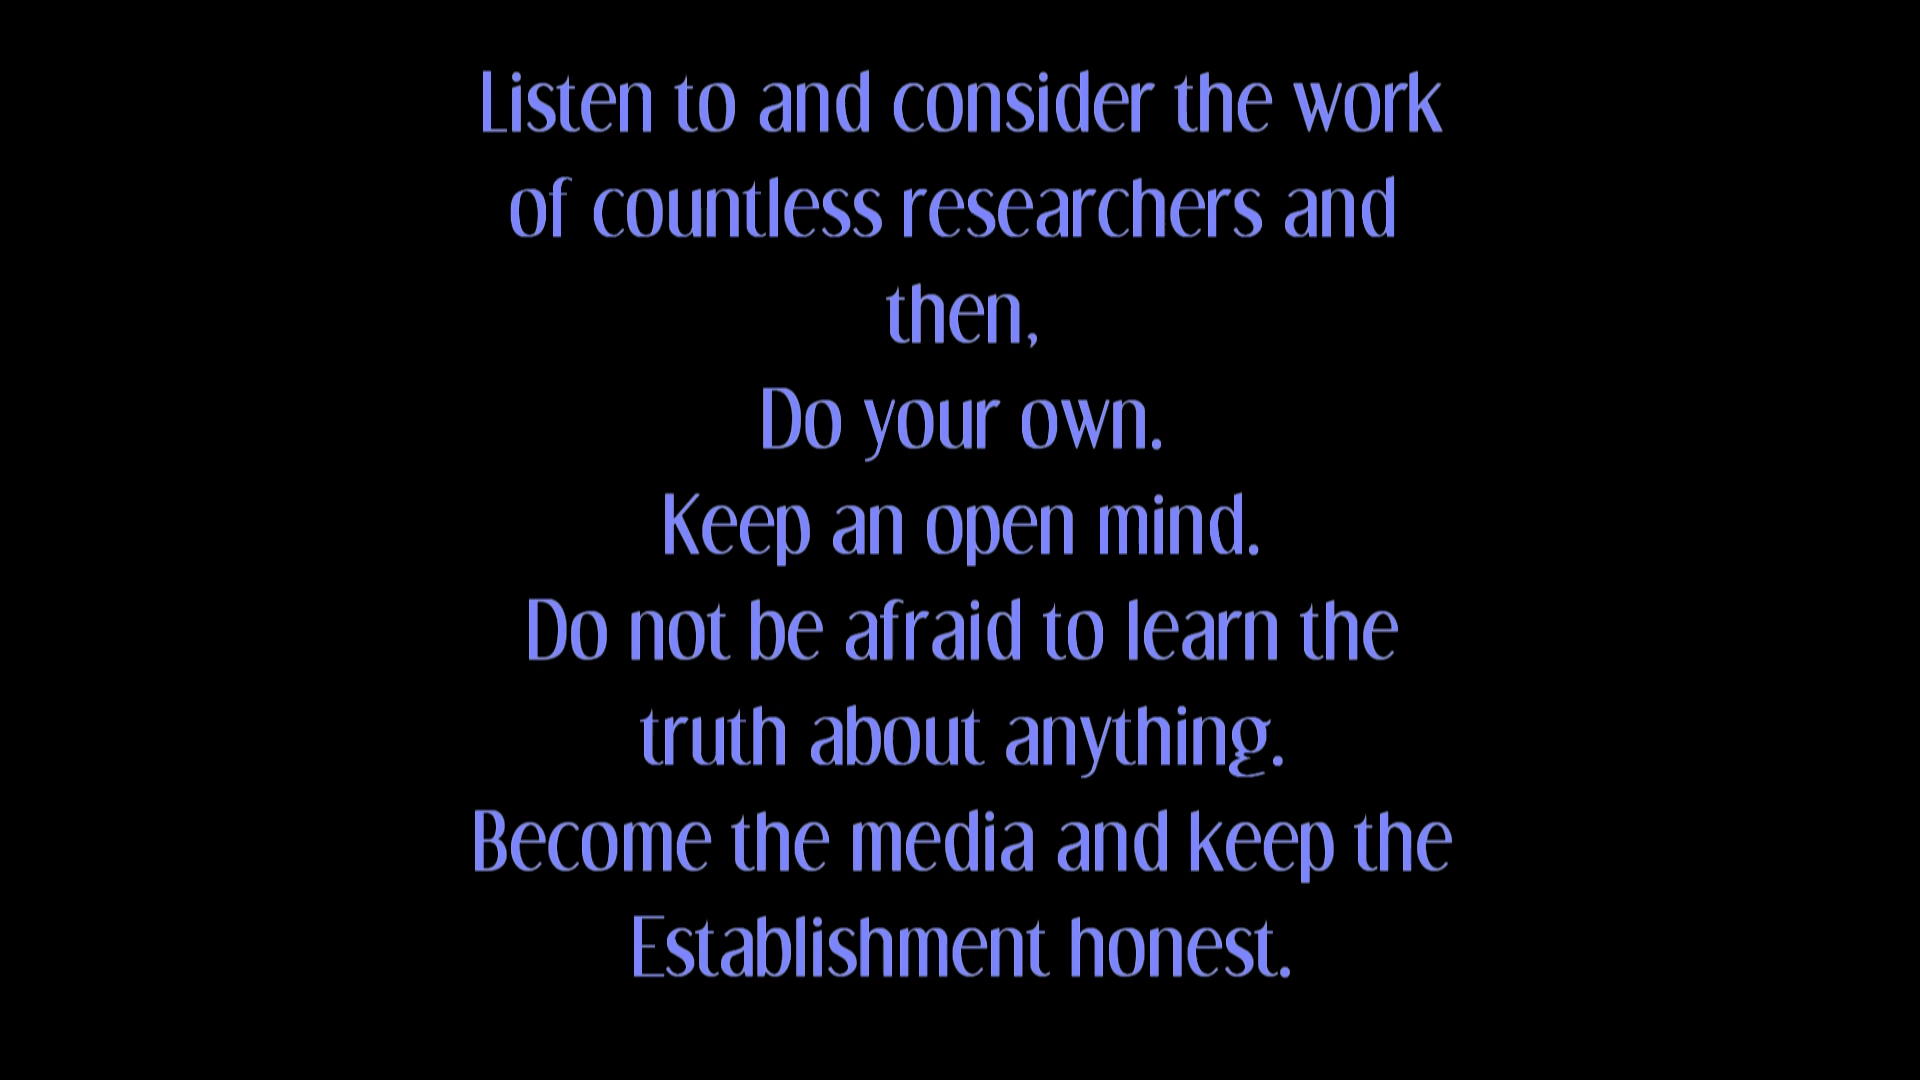 Listen to and consider the work
of countless researchers and
then,
Do your own.
Keep an open mind.
Do not be afraid to learn the
truth about anything.
Become the media and keep the
Establishment honest.